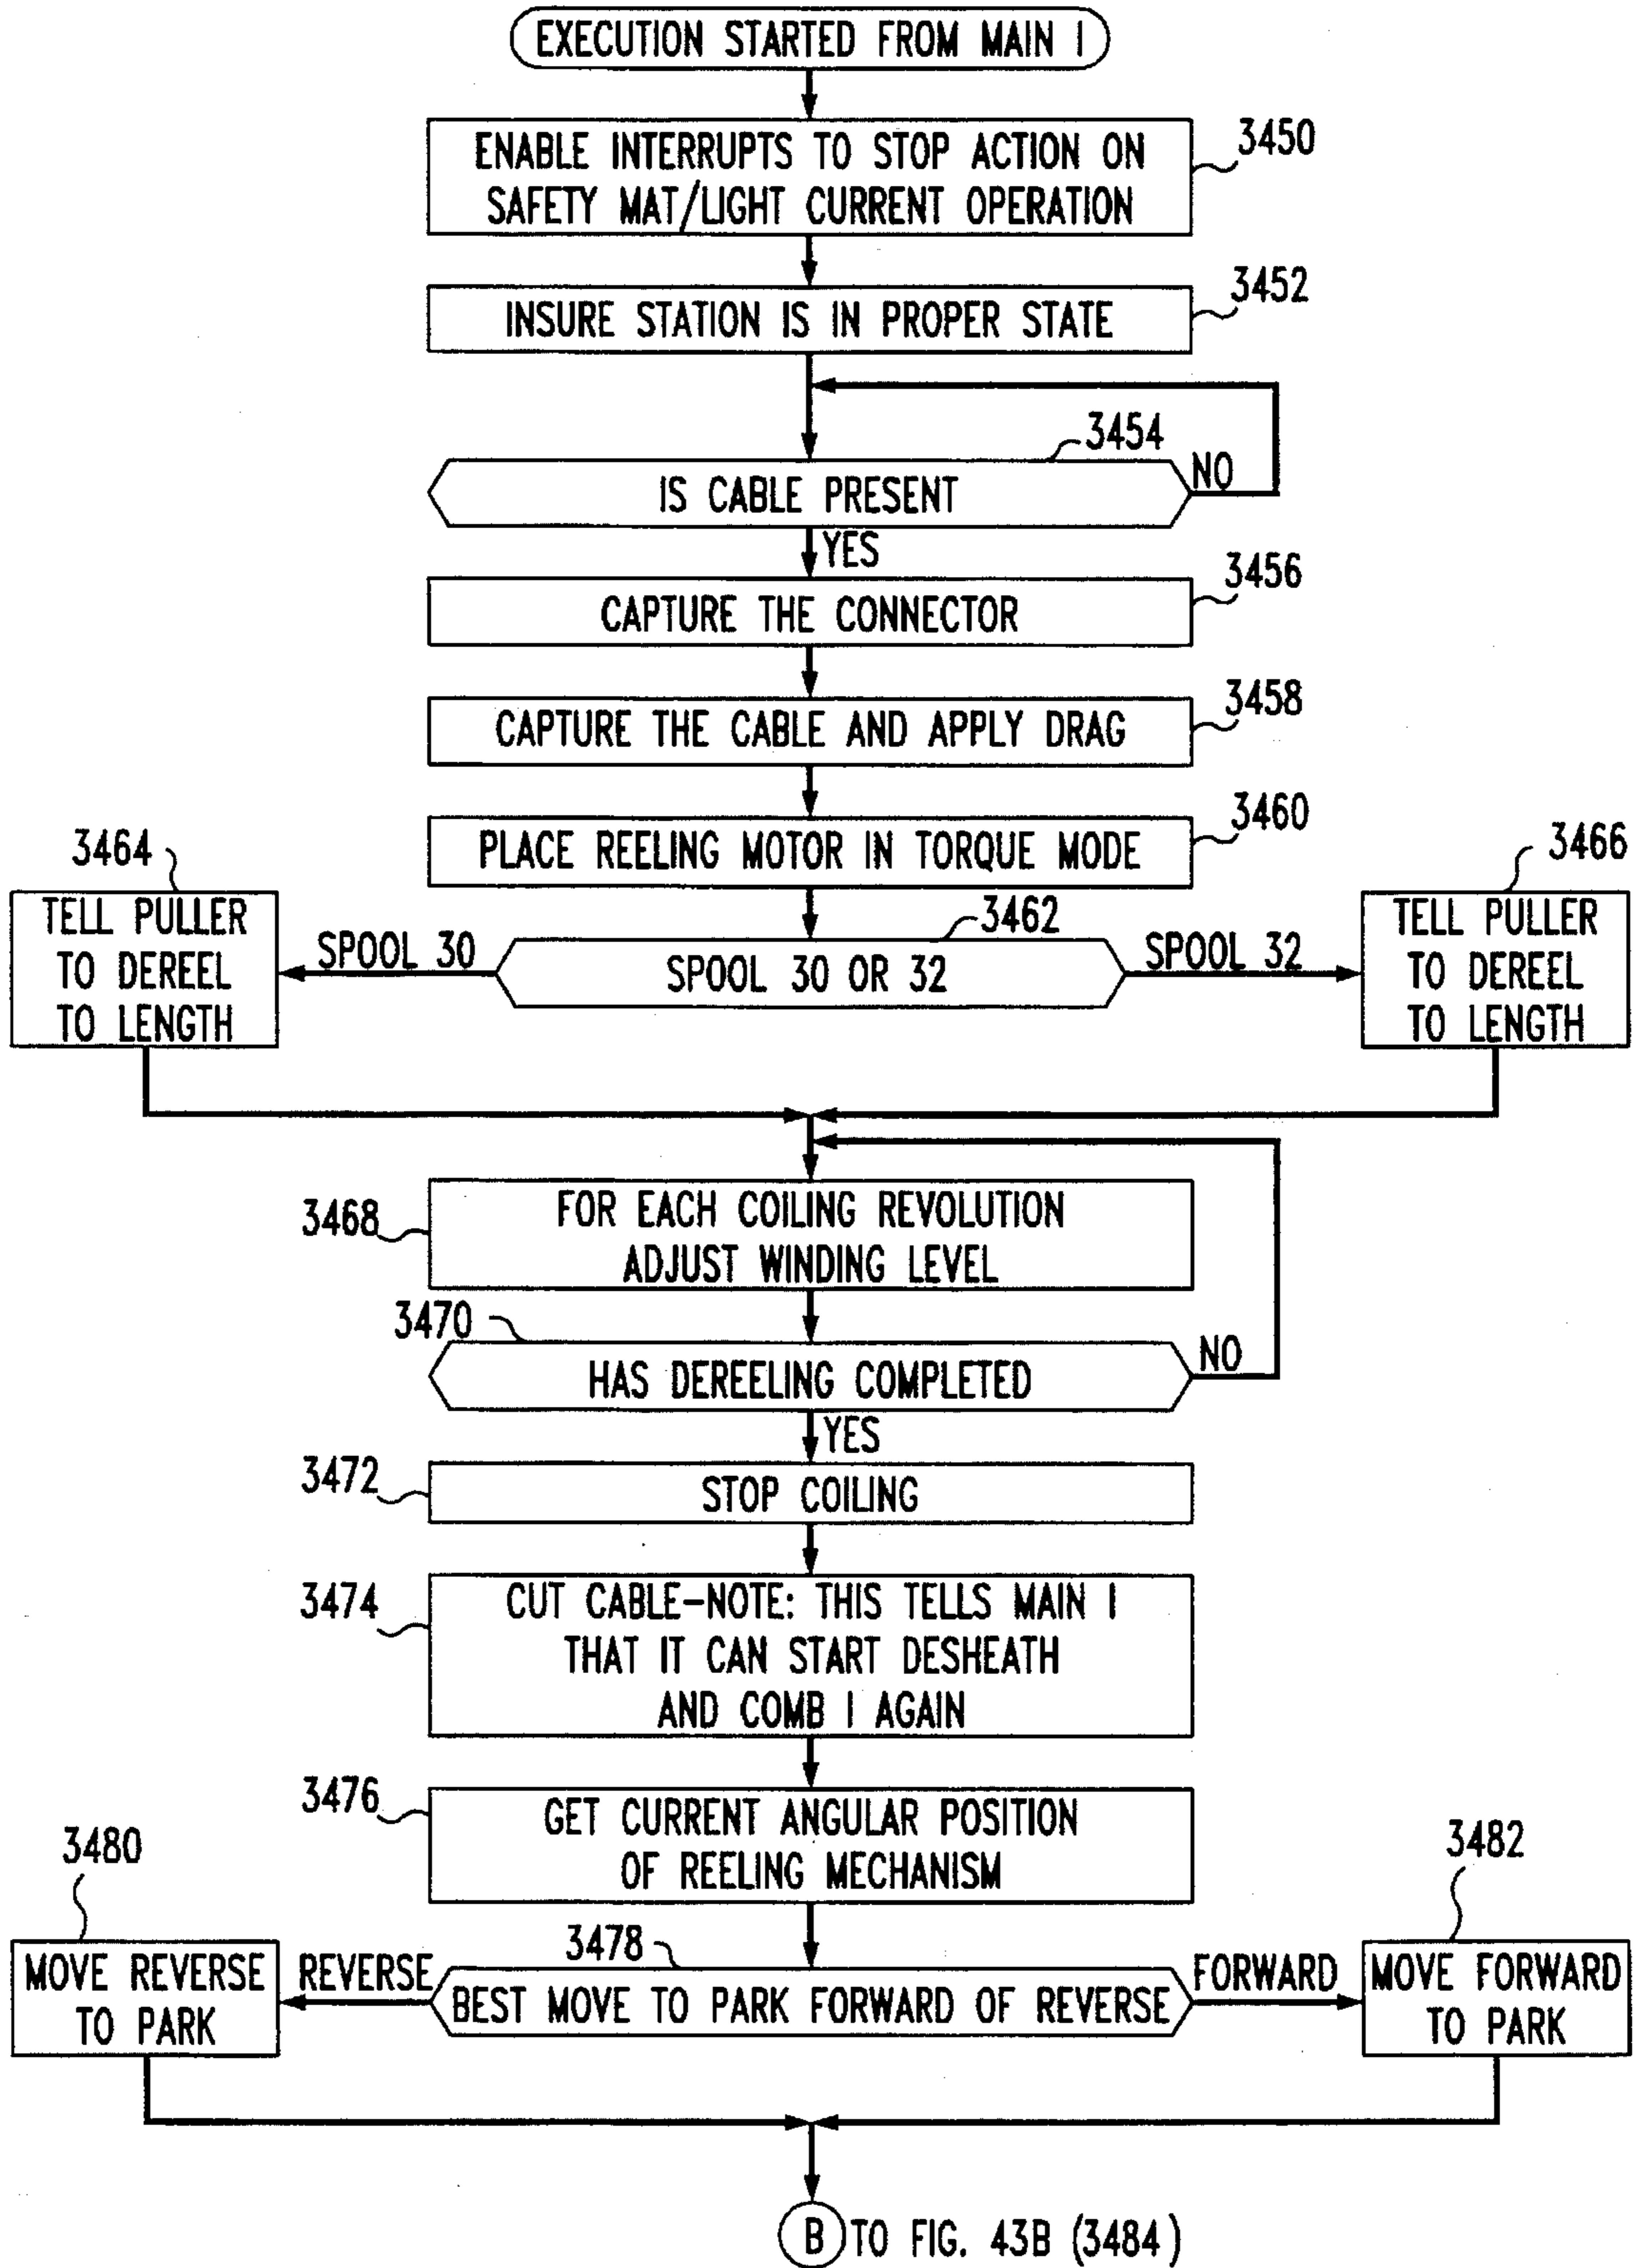 EXECUTION STARTED FROM MAIN 1
ENABLE INTERRUPTS TO STOP ACTION ON
SAFETY MAT/LIGHT CURRENT OPERATION
3450
INSURE STATION IS IN PROPER STATE
3452
3454
IS CABLE PRESENT
NO
YES
CAPTURE THE CONNECTOR
3456
CAPTURE THE CABLE AND APPLY DRAG
3458
PLACE REELING MOTOR IN TORQUE MODE
3460
3464
TELL PULLER
TO DEREEL
TO LENGTH
SPOOL 30
3462
SPOOL 30 OR 32
SPOOL 32
3466
TELL PULLER
TO DEREEL
TO LENGTH
3468
FOR EACH COILING REVOLUTION
ADJUST WINDING LEVEL
3470
HAS DEREELING COMPLETED
NO
YES
3472
STOP COILING
3474
CUT CABLE-NOTE: THIS TELLS MAIN 1
THAT IT CAN START DESHEATH
AND COMB 1 AGAIN
3476
GET CURRENT ANGULAR POSITION
OF REELING MECHANISM
3480
MOVE REVERSE
TO PARK
REVERSE
3478
BEST MOVE TO PARK FORWARD OF REVERSE
FORWARD
3482
MOVE FORWARD
TO PARK
B TO FIG. 43B (3484)